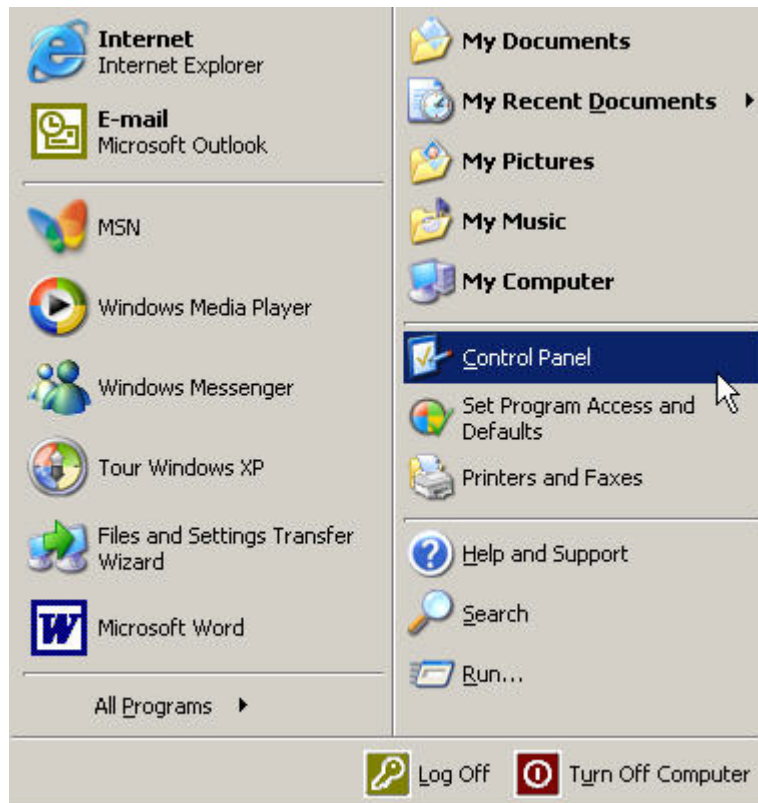 Internet
Internet Explorer
E-mail
Microsoft Outlook
MSN
Windows Media Player
Windows Messenger
Tour Windows XP
Files and Settings Transfer
Wizard
Microsoft Word
All Programs
My Documents
My Recent Documents
My Pictures
My Music
My Computer
Control Panel
Set Program Access and
Defaults
Printers and Faxes
Help and Support
Search
Run...
Log Off
Turn Off Computer